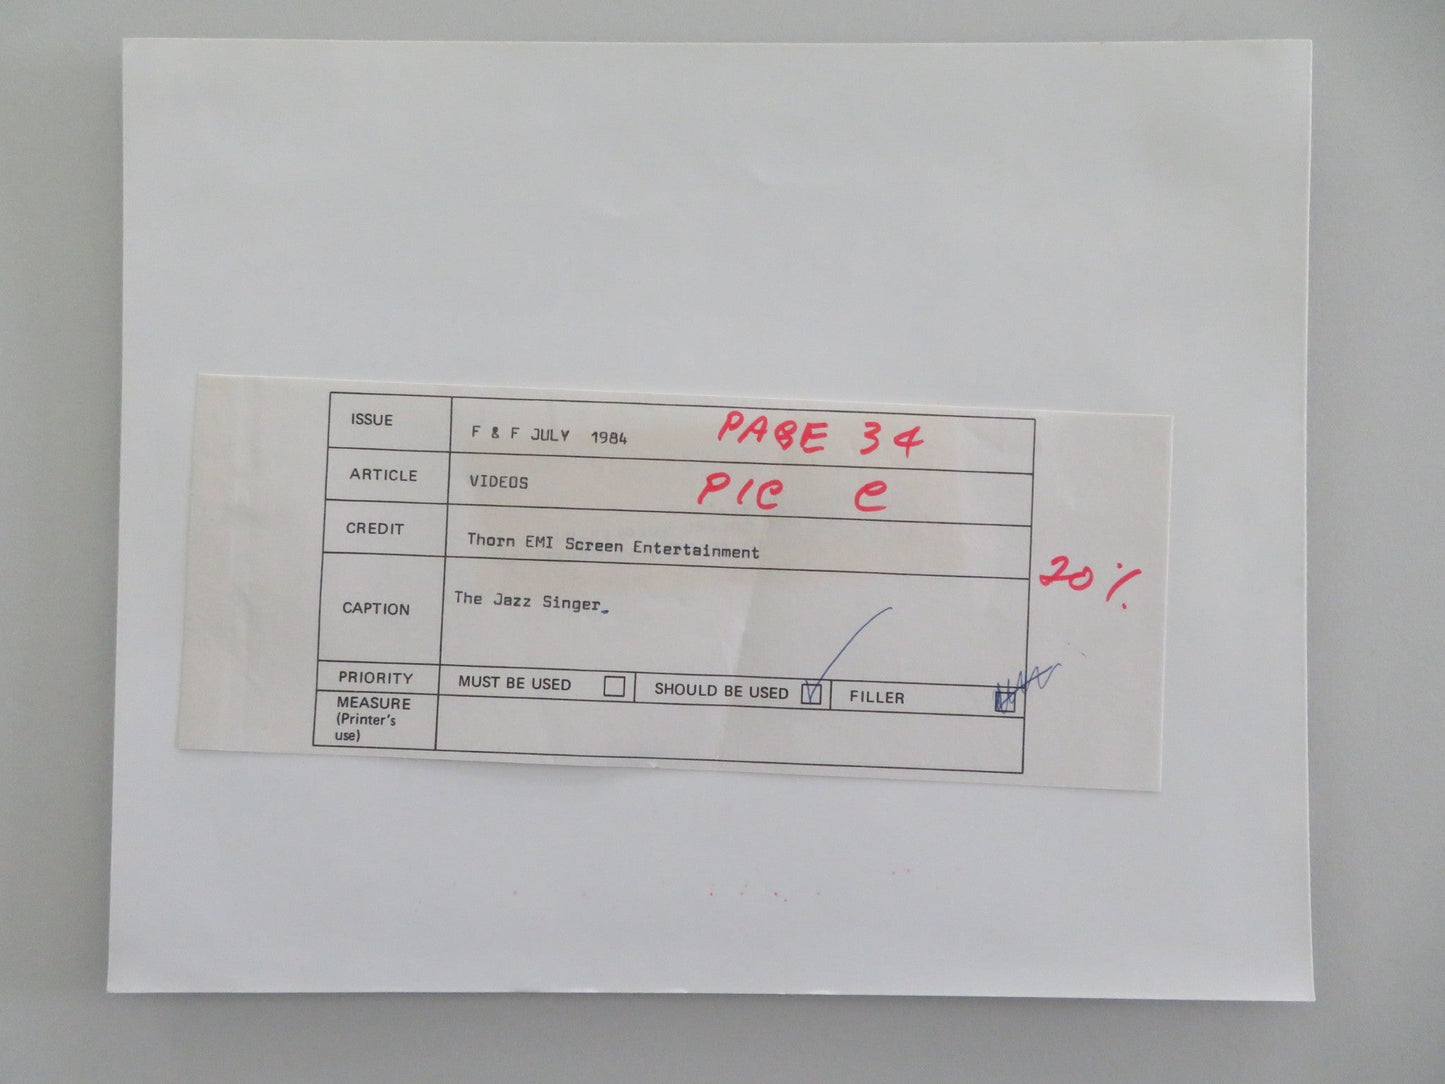 ISSUE F & F JULY 1984 PAGE 34
ARTICLE VIDEOS PIC C
CREDIT Thorn EMI Screen Entertainment
20%
CAPTION The Jazz Singer.
PRIORITY MUST BE USED SHOULD BE USED FILLER
MEASURE
(Printer's
use)